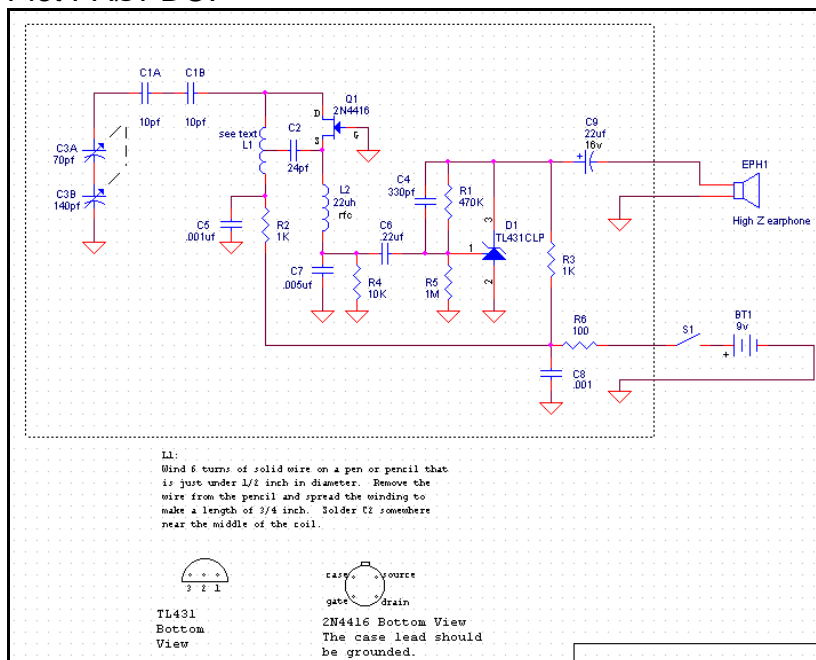 C1A
C1B
10pf
10pf
C3A
70pf
C3B
140pf
see text
L1
C2
24pf
D
Q1
2N4416
S
G
L2
22uh
rfc
C5
.001uf
R2
1K
C7
.005uf
R4
10K
C6
.22uf
C4
330pf
R1
470K
R5
1M
3
D1
TL431CLP
1
2
R3
1K
C9
22uf
+
16v
EPH1
High Z earphone
R6
100
S1
BT1
9v
+
C8
.001
L1:
Wind 6 turns of solid wire on a pen or pencil that
is just under 1/2 inch in diameter. Remove the
wire from the pencil and spread the winding to
make a length of 3/4 inch. Solder C2 somewhere
near the middle of the coil.
3 2 1
TL431
Bottom
View
case
source
gate
drain
2N4416 Bottom View
The case lead should
be grounded.